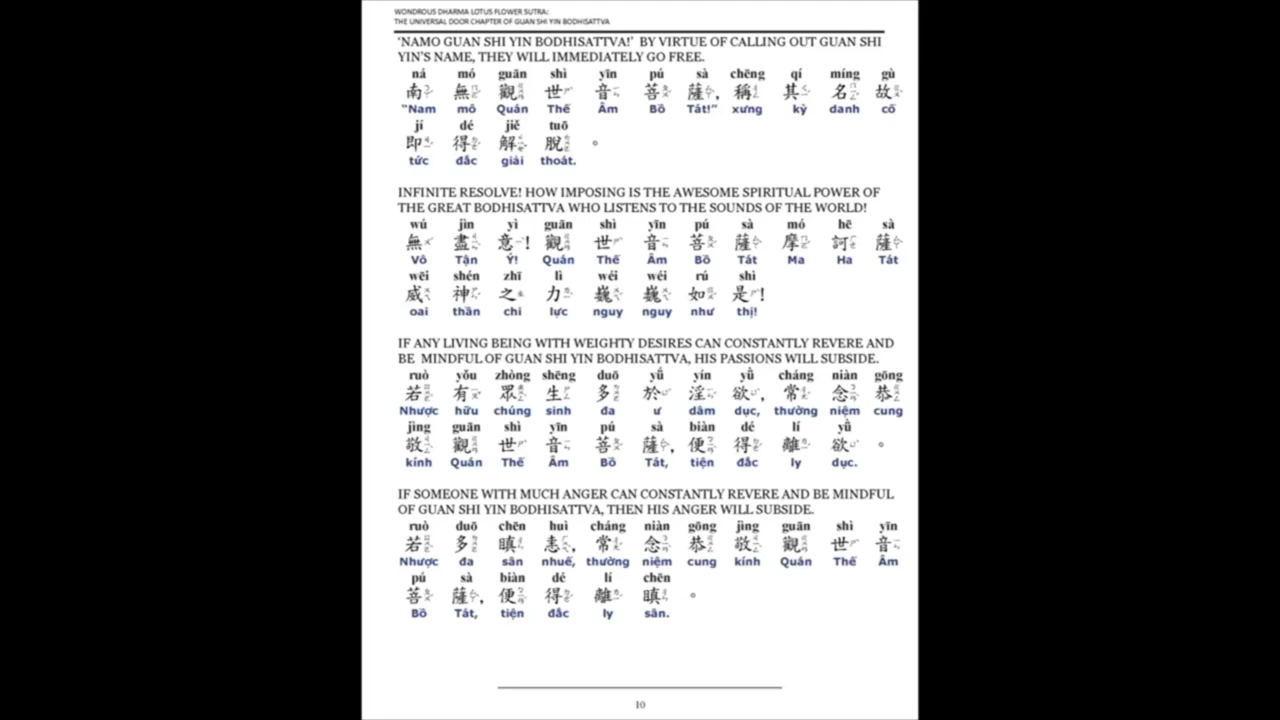 WONDROUS DHARMA LOTUS FLOWER SUTRA:
THE UNIVERSAL DOOR CHAPTER OF GUAN SHI YIN BODHISATTVA
'NAMO GUAN SHI YIN BODHISATTVA!' BY VIRTUE OF CALLING OUT GUAN SHI
YIN'S NAME, THEY WILL IMMEDIATELY GO FREE.
ná mó guān shì yīn pú sà chēng qí míng gù
南 無 觀 世 音 菩 薩, 稱 其 名 故
"Nam mô Quán Thế Âm Bồ Tát!" xưng kỳ danh cố
jí dé jiě tuō
即 得 解 脫 。
tức đắc giải thoát.
INFINITE RESOLVE! HOW IMPOSING IS THE AWESOME SPIRITUAL POWER OF
THE GREAT BODHISATTVA WHO LISTENS TO THE SOUNDS OF THE WORLD!
wú jìn yì guān shì yīn pú sà mó hē sà
無 盡 意! 觀 世 音 菩 薩 摩 訶 薩
Vô Tận Ý! Quán Thế Âm Bồ Tát Ma Ha Tát
wēi shén zhī lì wéi wéi rú shì
威 神 之 力 巍 巍 如 是!
oai thần chi lực nguy nguy như thị!
IF ANY LIVING BEING WITH WEIGHTY DESIRES CAN CONSTANTLY REVERE AND
BE MINDFUL OF GUAN SHI YIN BODHISATTVA, HIS PASSIONS WILL SUBSIDE.
ruò yǒu zhòng shēng duō yǘ yín yǜ cháng niàn gōng
若 有 眾 生 多 於 淫 欲, 常 念 恭
Nhược hữu chúng sinh đa ư dâm dục, thường niệm cung
jìng guān shì yīn pú sà biàn dé lí yǜ
敬 觀 世 音 菩 薩, 便 得 離 欲 。
kính Quán Thế Âm Bồ Tát, tiện đắc ly dục.
IF SOMEONE WITH MUCH ANGER CAN CONSTANTLY REVERE AND BE MINDFUL
OF GUAN SHI YIN BODHISATTVA, THEN HIS ANGER WILL SUBSIDE.
ruò duō chēn huì cháng niàn gōng jìng guān shì yīn
若 多 瞋 恚, 常 念 恭 敬 觀 世 音
Nhược đa sân nhuế, thường niệm cung kính Quán Thế Âm
pú sà biàn dé lí chēn
菩 薩, 便 得 離 瞋 。
Bồ Tát, tiện đắc ly sân.
10